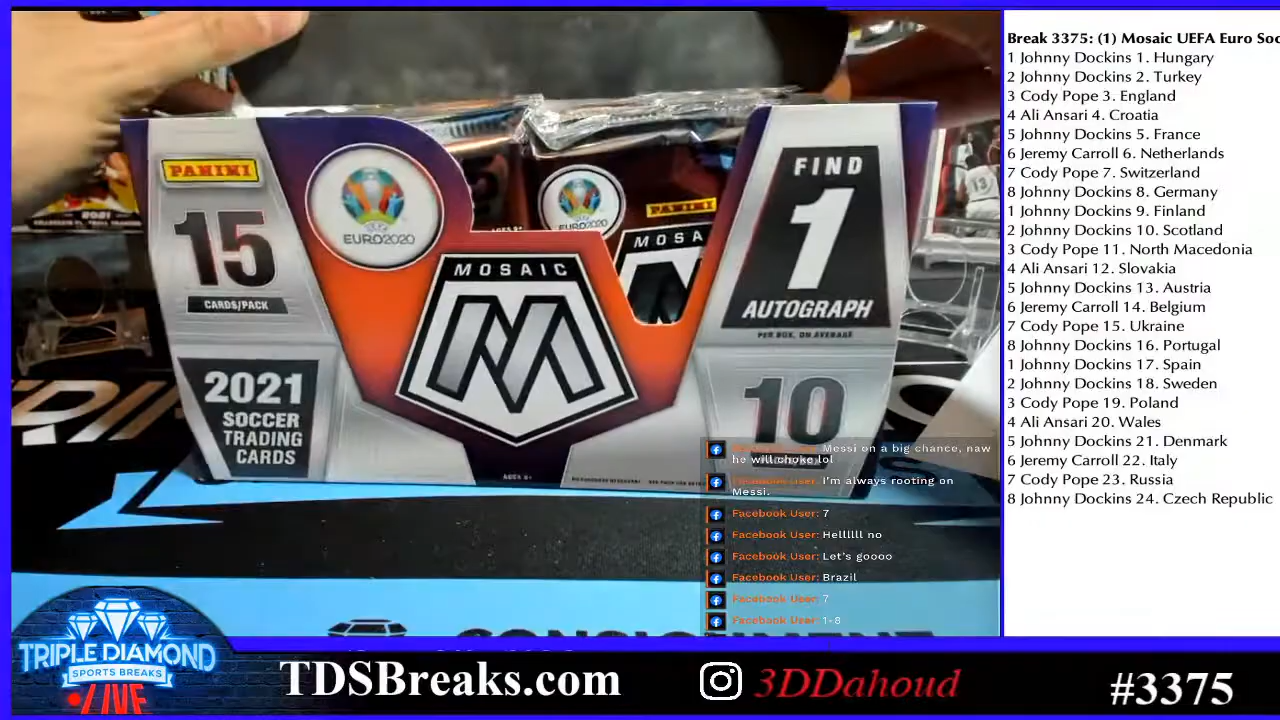 Break 3375: (1) Mosaic UEFA Euro Soc
1 Johnny Dockins 1. Hungary
2 Johnny Dockins 2. Turkey
3 Cody Pope 3. England
4 Ali Ansari 4. Croatia
5 Johnny Dockins 5. France
6 Jeremy Carroll 6. Netherlands
7 Cody Pope 7. Switzerland
8 Johnny Dockins 8. Germany
1 Johnny Dockins 9. Finland
2 Johnny Dockins 10. Scotland
3 Cody Pope 11. North Macedonia
4 Ali Ansari 12. Slovakia
5 Johnny Dockins 13. Austria
6 Jeremy Carroll 14. Belgium
7 Cody Pope 15. Ukraine
8 Johnny Dockins 16. Portugal
1 Johnny Dockins 17. Spain
2 Johnny Dockins 18. Sweden
3 Cody Pope 19. Poland
4 Ali Ansari 20. Wales
5 Johnny Dockins 21. Denmark
6 Jeremy Carroll 22. Italy
7 Cody Pope 23. Russia
8 Johnny Dockins 24. Czech Republic
PANINI
15
CARDS/PACK
2021
SOCCER
TRADING
CARDS
EURO2020
MOSAIC
M
EURO2020
PANINI
MOSA
FIND
1
AUTOGRAPH
PER BOX, ON AVERAGE
10
AGES 9+
2021
13
Messi on a big chance, naw
he will choke lol
Facebook User: I'm always rooting on
Messi.
Facebook User: 7
Facebook User: Hellllll no
Facebook User: Let's goooo
Facebook User: Brazil
Facebook User: 7
Facebook User: 1-8
TRIPLE DIAMOND
SPORTS BREAKS
LIVE
TDSBreaks.com
3DDahoud
#3375